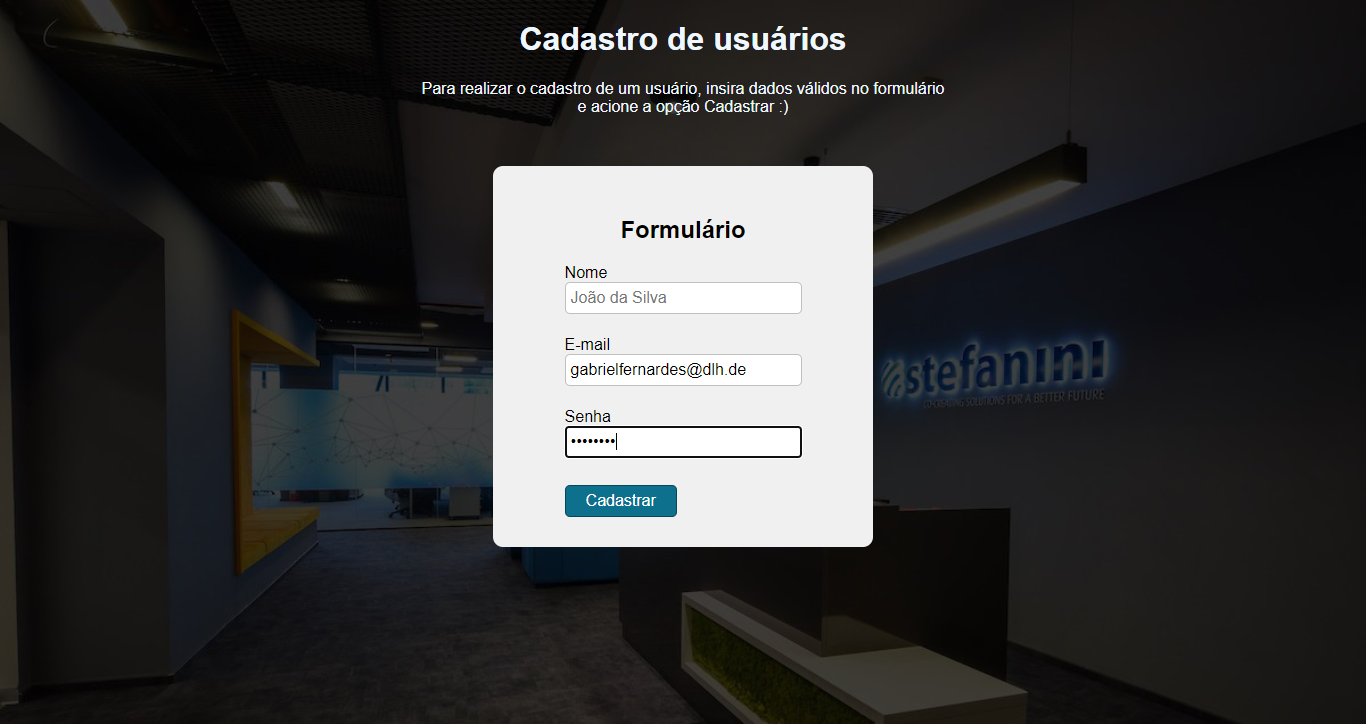 Cadastro de usuários
Para realizar o cadastro de um usuário, insira dados válidos no formulário
e acione a opção Cadastrar :)
Formulário
Nome
João da Silva
E-mail
gabrielfernardes@dlh.de
Senha
••••••••
Cadastrar
stefanini
CO-CREATING SOLUTIONS FOR A BETTER FUTURE